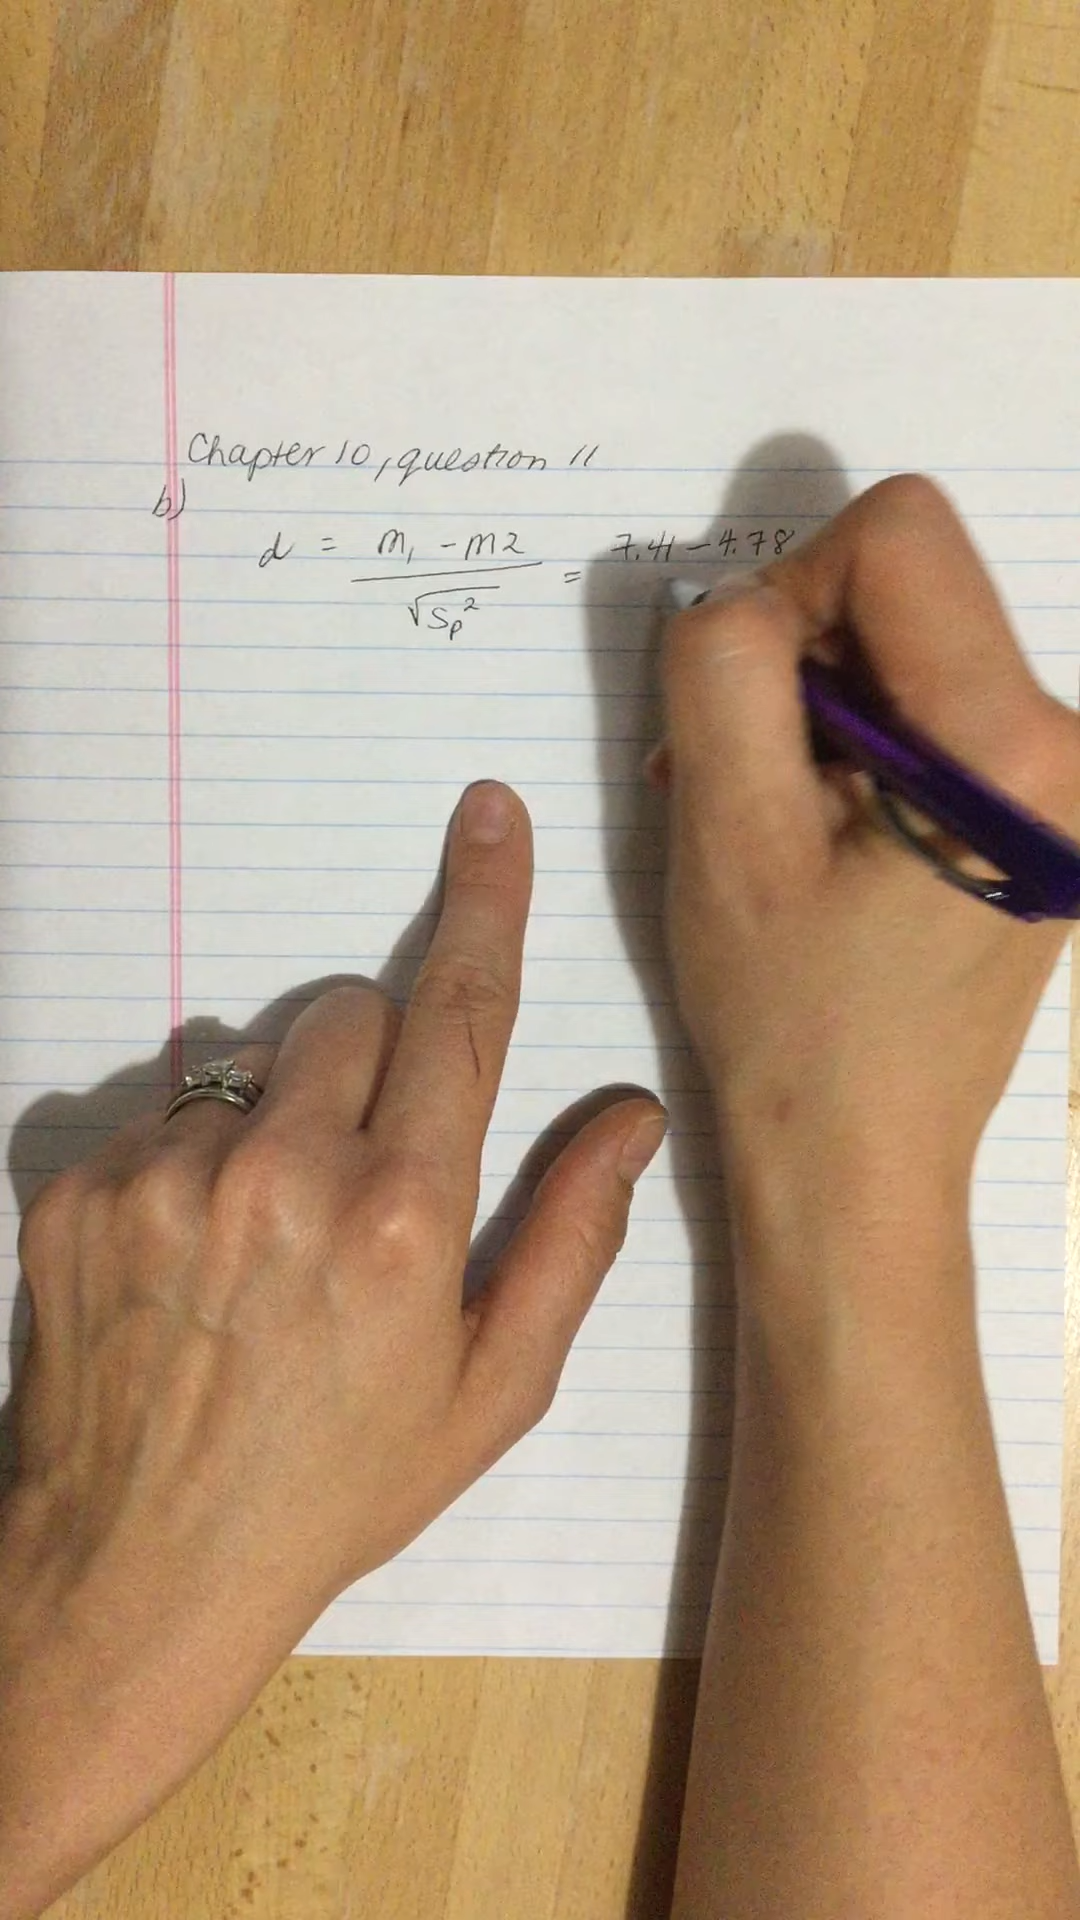 Chapter 10, question 11
b)
d = m₁ - m2 / √Sp² = 7.41 - 4.78